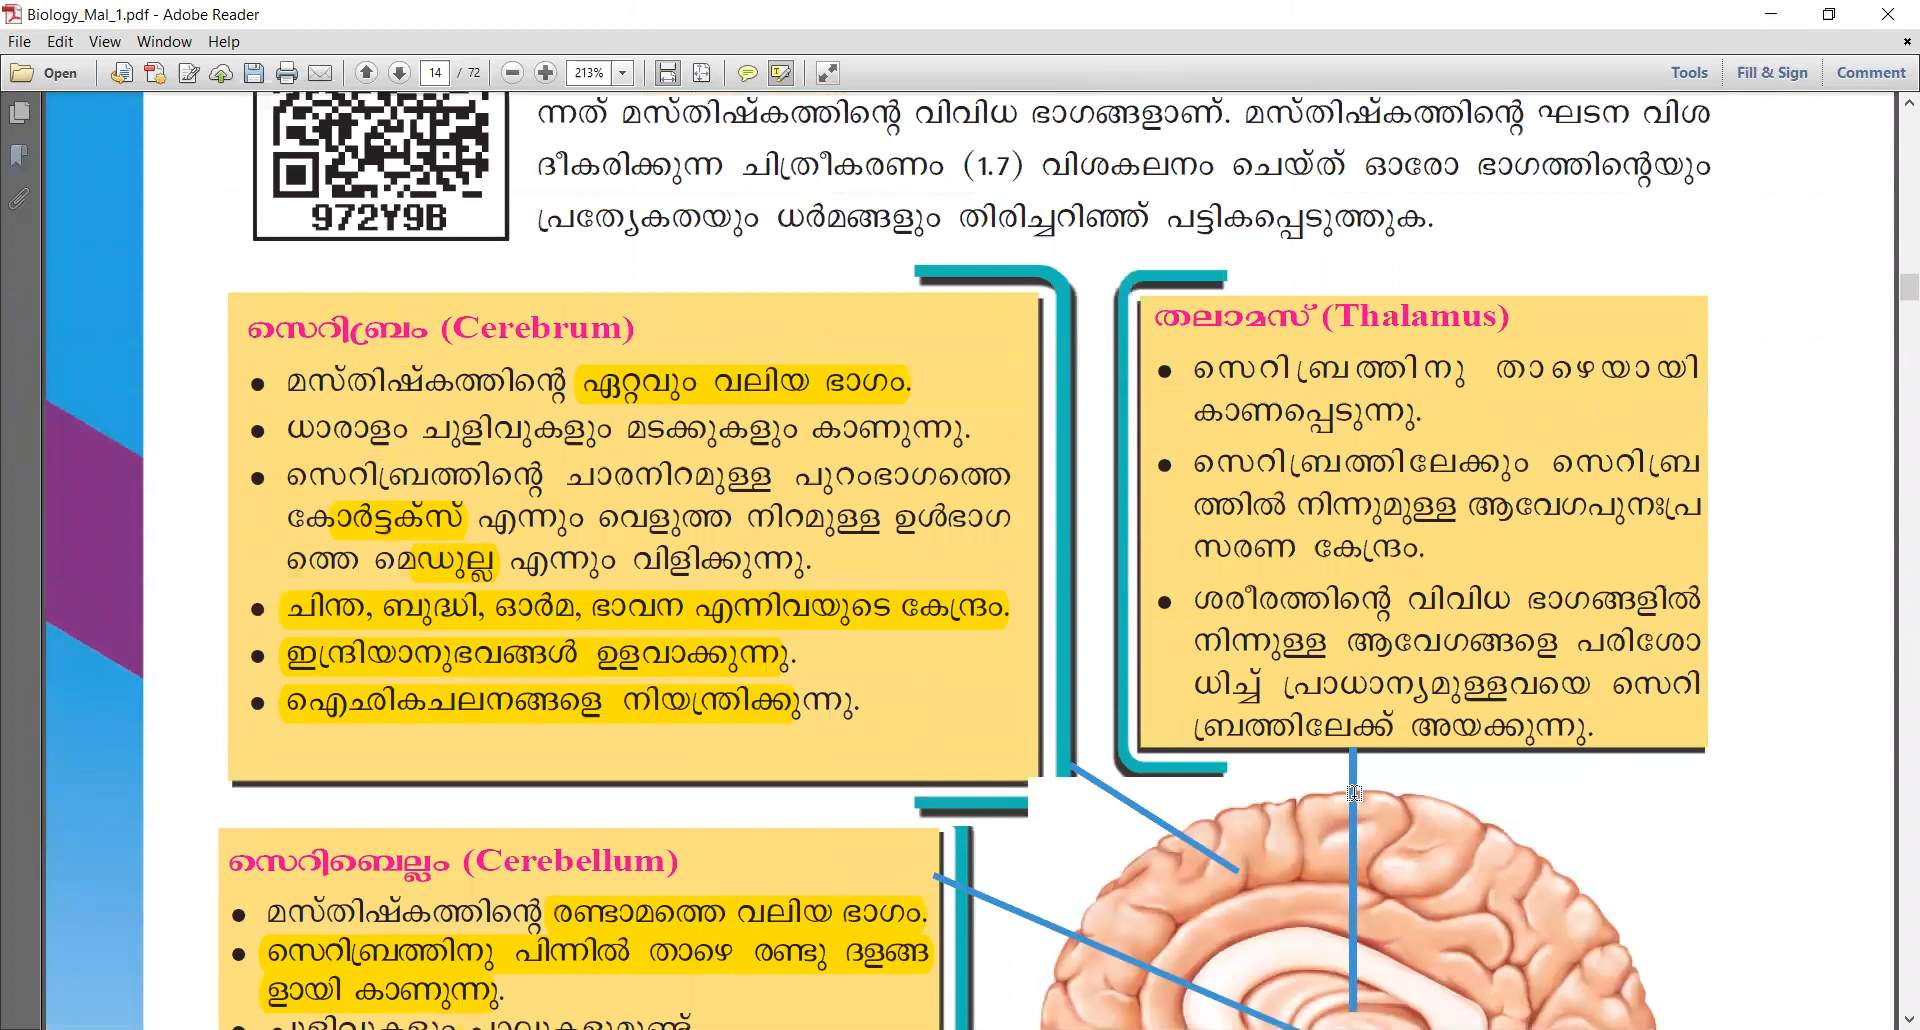 Biology_Mal_1.pdf - Adobe Reader
File Edit View Window Help
Open 14 / 72 213% Tools Fill & Sign Comment
ന്നത് മസ്തിഷ്കത്തിന്റെ വിവിധ ഭാഗങ്ങളാണ്. മസ്തിഷ്കത്തിന്റെ ഘടന വിശ
ദീകരിക്കുന്ന ചിത്രീകരണം (1.7) വിശകലനം ചെയ്ത് ഓരോ ഭാഗത്തിന്റെയും
പ്രത്യേകതയും ധർമങ്ങളും തിരിച്ചറിഞ്ഞ് പട്ടികപ്പെടുത്തുക.
972Y9B
സെറിബ്രം (Cerebrum)
• മസ്തിഷ്കത്തിന്റെ ഏറ്റവും വലിയ ഭാഗം.
• ധാരാളം ചുളിവുകളും മടക്കുകളും കാണുന്നു.
• സെറിബ്രത്തിന്റെ ചാരനിറമുള്ള പുറംഭാഗത്തെ
കോർട്ടക്സ് എന്നും വെളുത്ത നിറമുള്ള ഉൾഭാഗ
ത്തെ മെഡുല്ല എന്നും വിളിക്കുന്നു.
• ചിന്ത, ബുദ്ധി, ഓർമ, ഭാവന എന്നിവയുടെ കേന്ദ്രം.
• ഇന്ദ്രിയാനുഭവങ്ങൾ ഉളവാക്കുന്നു.
• ഐഛികചലനങ്ങളെ നിയന്ത്രിക്കുന്നു.
തലാമസ് (Thalamus)
• സെറിബ്രത്തിനു താഴെയായി
കാണപ്പെടുന്നു.
• സെറിബ്രത്തിലേക്കും സെറിബ്ര
ത്തിൽ നിന്നുമുള്ള ആവേഗപുനഃപ്ര
സരണ കേന്ദ്രം.
• ശരീരത്തിന്റെ വിവിധ ഭാഗങ്ങളിൽ
നിന്നുള്ള ആവേഗങ്ങളെ പരിശോ
ധിച്ച് പ്രാധാന്യമുള്ളവയെ സെറി
ബ്രത്തിലേക്ക് അയക്കുന്നു.
സെറിബെല്ലം (Cerebellum)
• മസ്തിഷ്കത്തിന്റെ രണ്ടാമത്തെ വലിയ ഭാഗം.
• സെറിബ്രത്തിനു പിന്നിൽ താഴെ രണ്ടു ദളങ്ങ
ളായി കാണുന്നു.
• ചുളിവുകളും ചാലുകളുമുണ്ട്